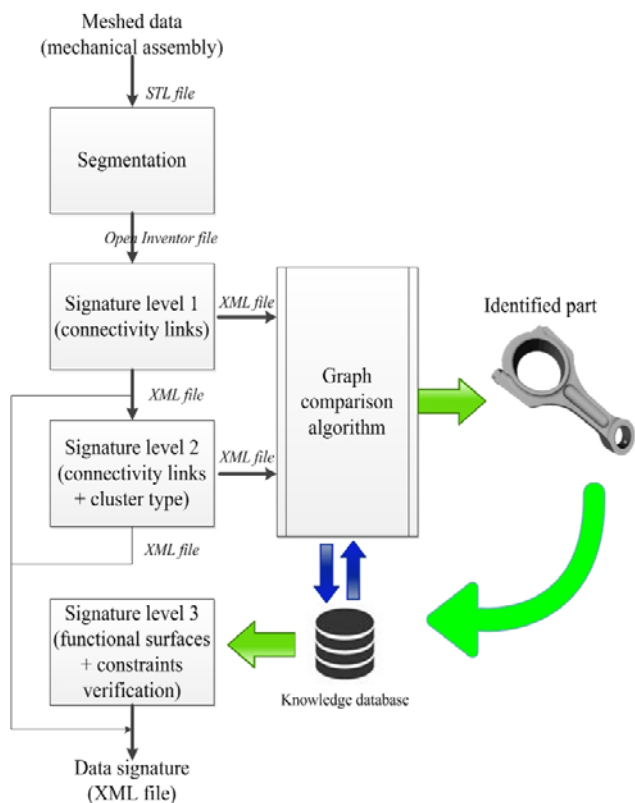 Meshed data
(mechanical assembly)
STL file
Segmentation
Open Inventor file
Signature level 1
(connectivity links)
XML file
XML file
Signature level 2
(connectivity links
+ cluster type)
XML file
XML file
Graph
comparison
algorithm
Identified part
Knowledge database
Signature level 3
(functional surfaces
+ constraints
verification)
Data signature
(XML file)